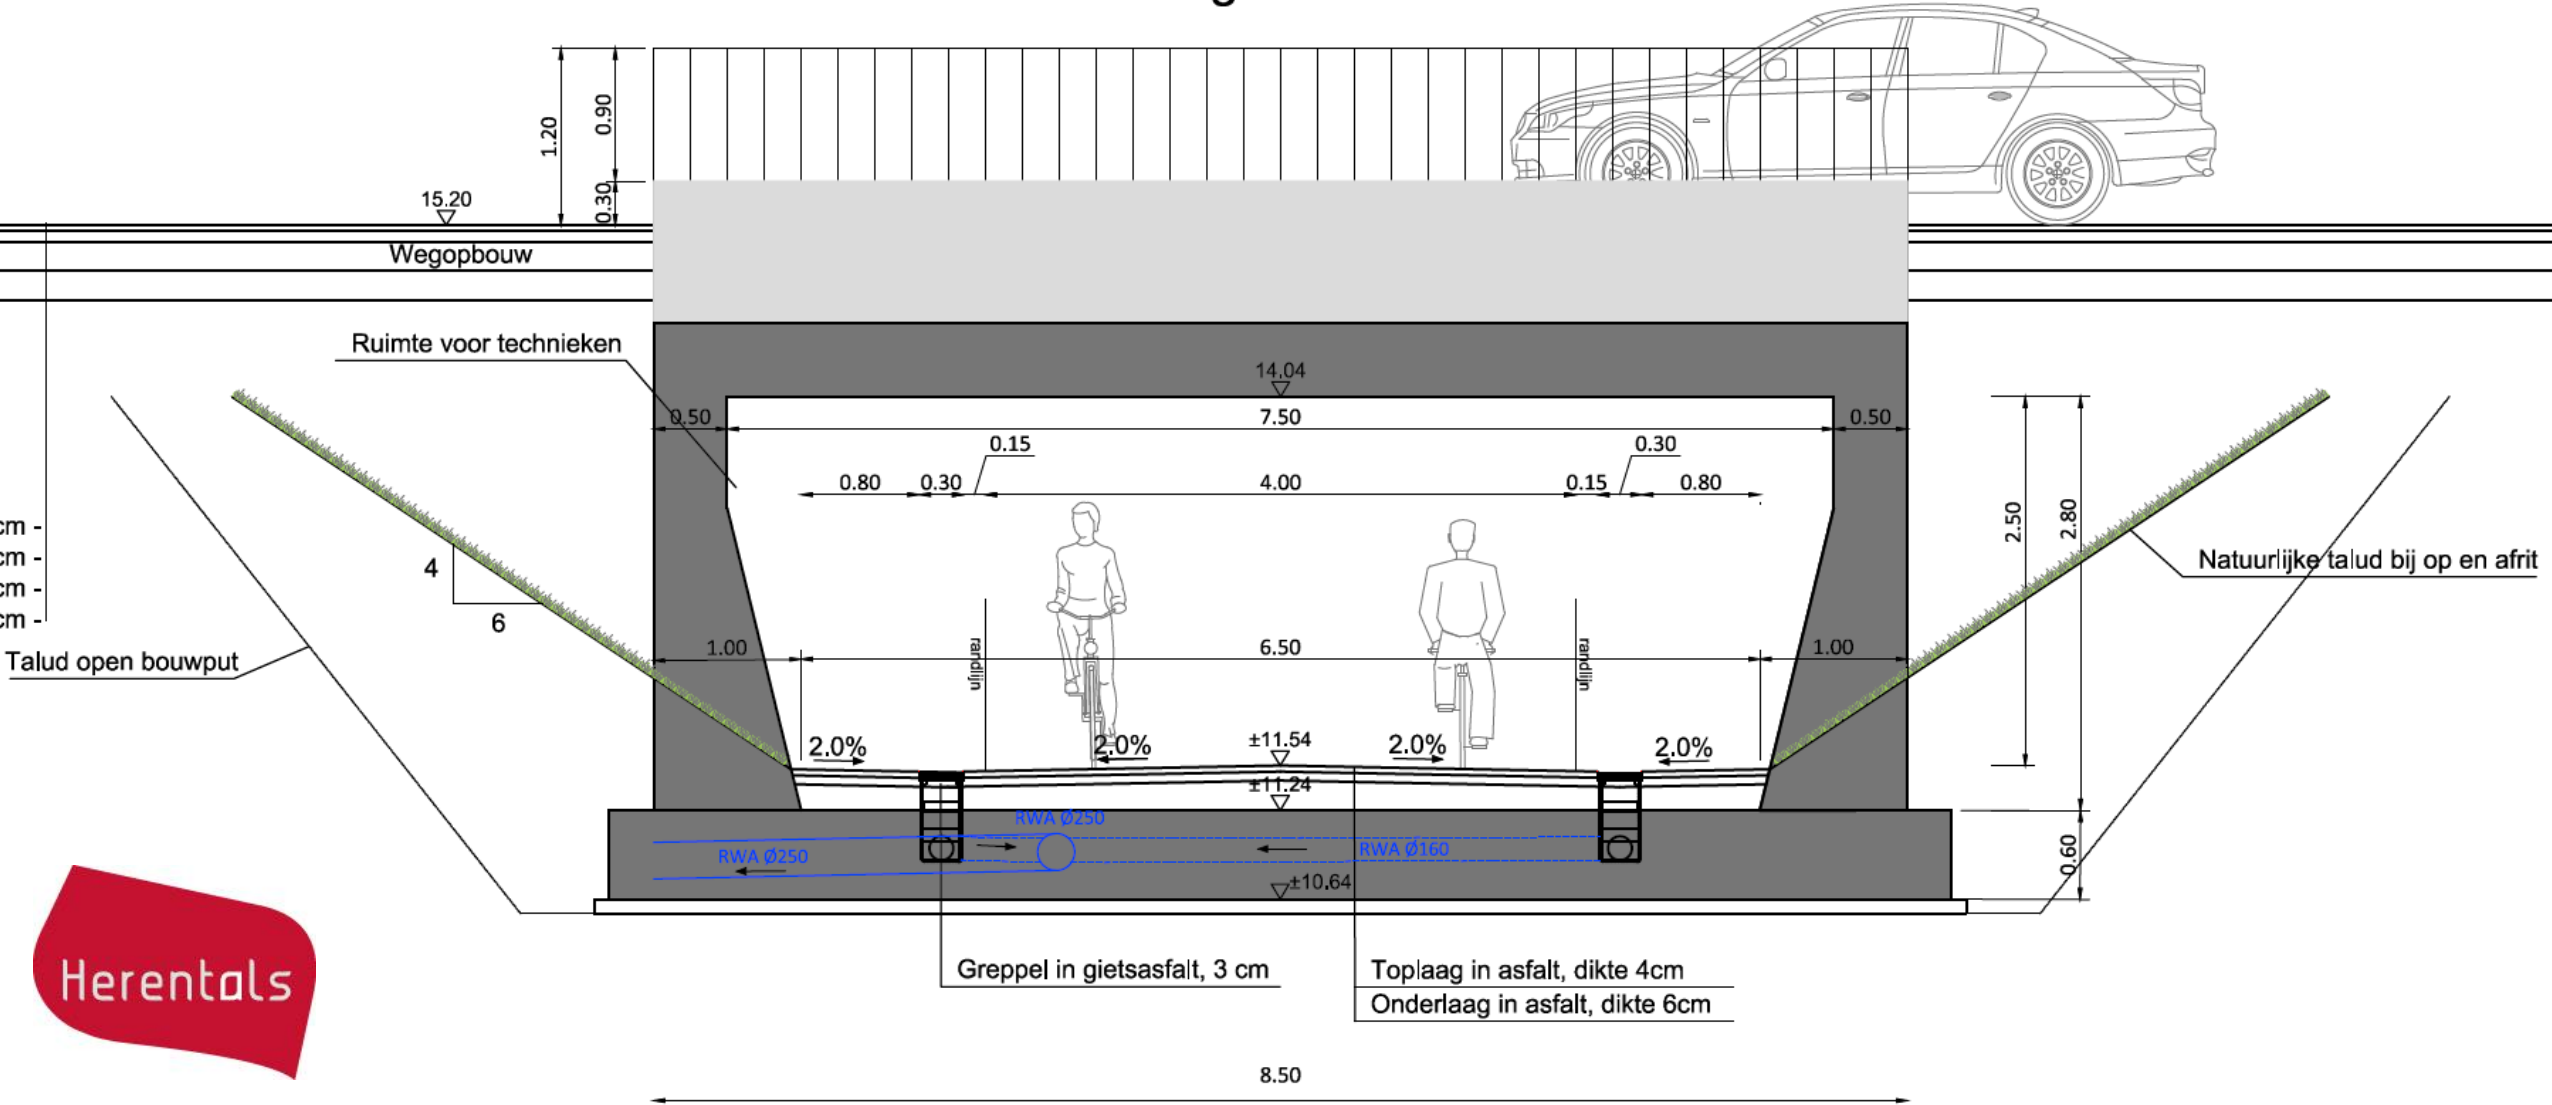 1.20
0.90
0.30
15.20
Wegopbouw
Ruimte voor technieken
14.04
0.50
7.50
0.50
0.15
0.30
0.80
0.30
4.00
0.15
0.80
2.50
2.80
cm -
cm -
cm -
cm -
4
6
Natuurlijke talud bij op en afrit
Talud open bouwput
1.00
randlijn
6.50
randlijn
1.00
2.0%
2.0%
±11.54
2.0%
2.0%
±11.24
RWA Ø250
RWA Ø250
RWA Ø160
0.60
±10.64
Herentals
Greppel in gietsasfalt, 3 cm
Toplaag in asfalt, dikte 4cm
Onderlaag in asfalt, dikte 6cm
8.50